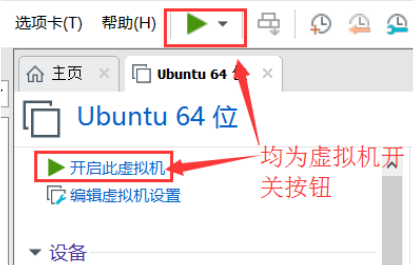 选项卡(T) 帮助(H)
主页 Ubuntu 64 位
Ubuntu 64 位
开启此虚拟机
编辑虚拟机设置
均为虚拟机开
关按钮
设备